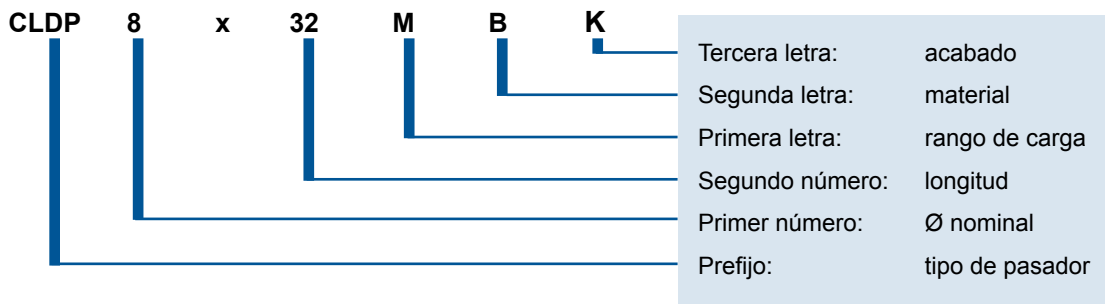 CLDP 8 x 32 M B K
Tercera letra: acabado
Segunda letra: material
Primera letra: rango de carga
Segundo número: longitud
Primer número: Ø nominal
Prefijo: tipo de pasador